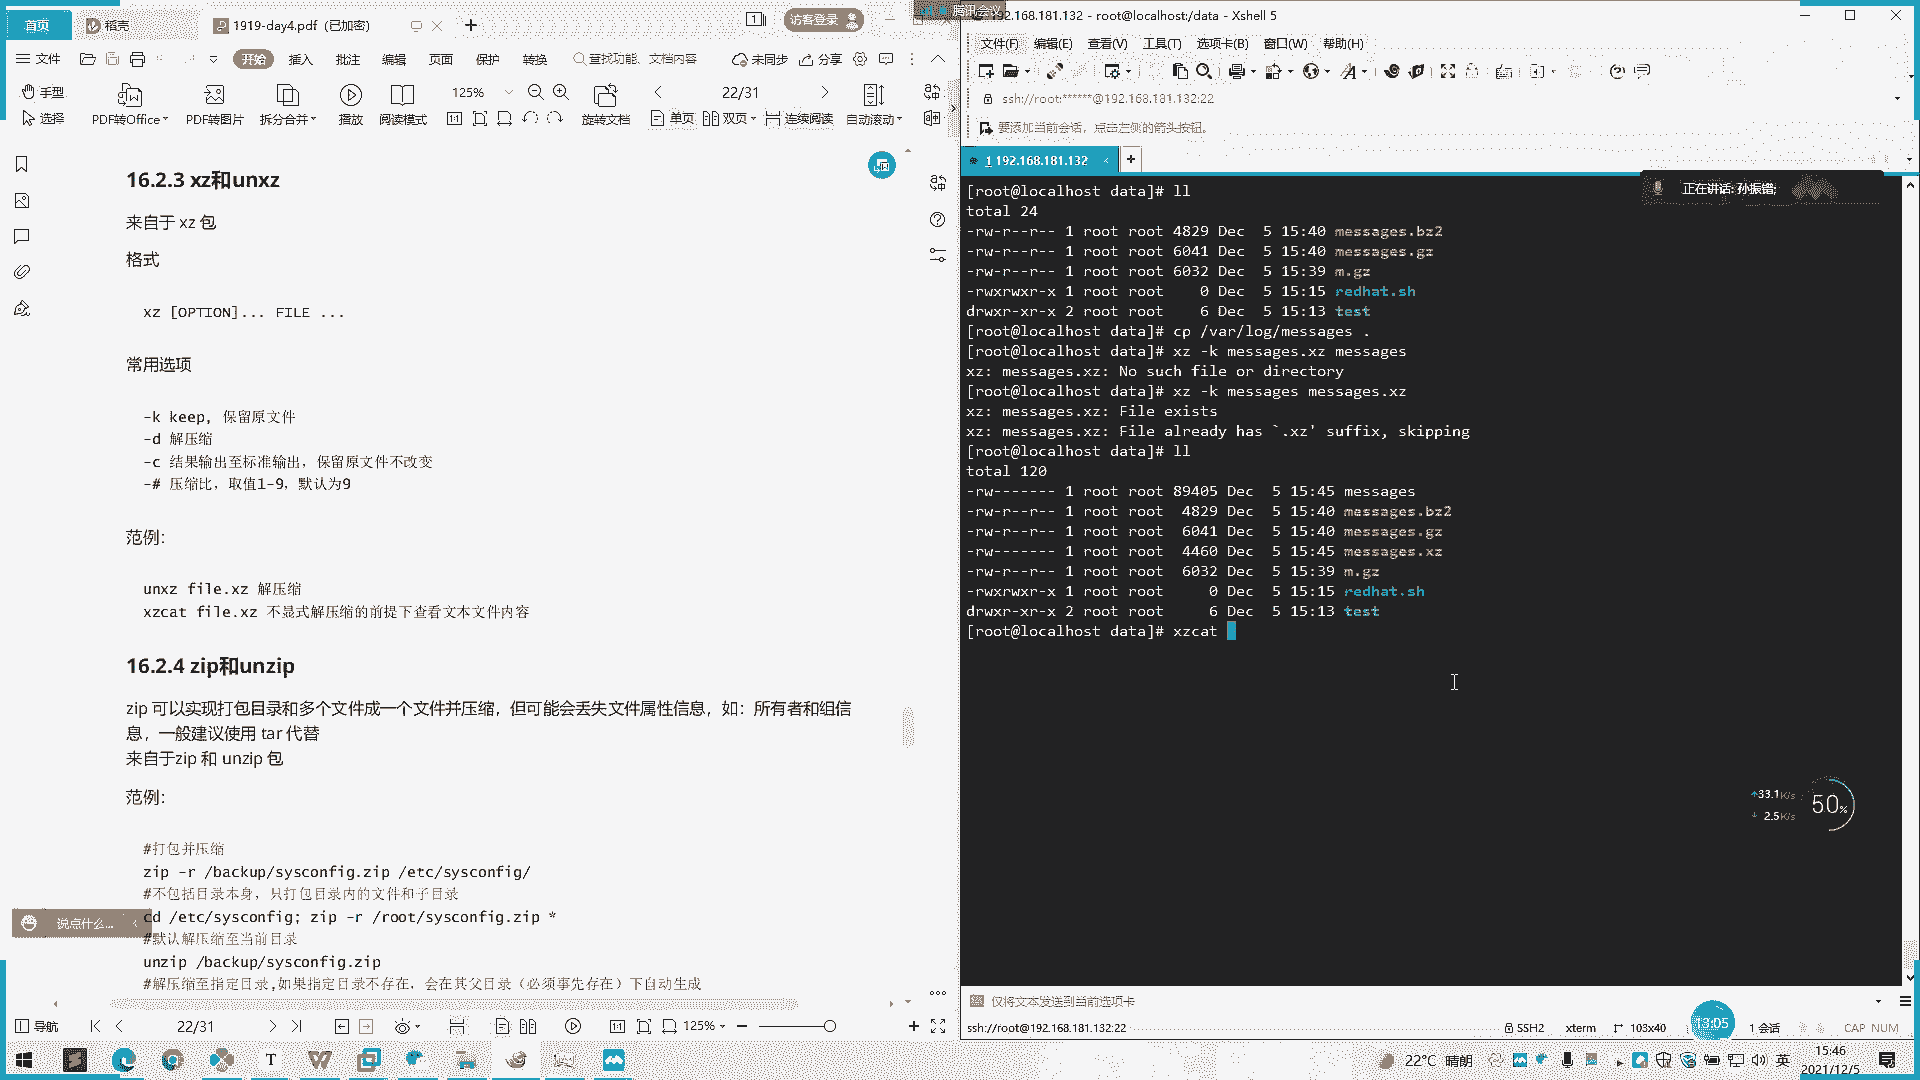 首页
稻壳
1919-day4.pdf (已加密)
访客登录
文件
开始
插入
批注
编辑
页面
保护
转换
查找功能、文档内容
未同步
分享
手型
选择
PDF转Office
PDF转图片
拆分合并
播放
阅读模式
125%
旋转文档
22/31
单页
双页
连续阅读
自动滚动
16.2.3 xz和unxz
来自于 xz 包
格式
xz [OPTION]... FILE ...
常用选项
-k keep, 保留原文件
-d 解压缩
-c 结果输出至标准输出，保留原文件不改变
-# 压缩比，取值1-9，默认为9
范例：
unxz file.xz 解压缩
xzcat file.xz 不显式解压缩的前提下查看文本文件内容
16.2.4 zip和unzip
zip 可以实现打包目录和多个文件成一个文件并压缩，但可能会丢失文件属性信息，如：所有者和组信
息，一般建议使用 tar 代替
来自于zip 和 unzip 包
范例：
#打包并压缩
zip -r /backup/sysconfig.zip /etc/sysconfig/
#不包括目录本身，只打包目录内的文件和子目录
cd /etc/sysconfig; zip -r /root/sysconfig.zip *
说点什么...
#默认解压缩至当前目录
unzip /backup/sysconfig.zip
#解压缩至指定目录,如果指定目录不存在，会在其父目录（必须事先存在）下自动生成
导航
22/31
125%
腾讯会议
192.168.181.132 - root@localhost:/data - Xshell 5
文件(F) 编辑(E) 查看(V) 工具(T) 选项卡(B) 窗口(W) 帮助(H)
ssh://root:******@192.168.181.132:22
要添加当前会话，点击左侧的箭头按钮。
1 192.168.181.132
正在讲话:
[root@localhost data]# ll
total 24
-rw-r--r-- 1 root root 4829 Dec  5 15:40 messages.bz2
-rw-r--r-- 1 root root 6041 Dec  5 15:40 messages.gz
-rw-r--r-- 1 root root 6032 Dec  5 15:39 m.gz
-rwxrwxr-x 1 root root    0 Dec  5 15:15 redhat.sh
drwxr-xr-x 2 root root    6 Dec  5 15:13 test
[root@localhost data]# cp /var/log/messages .
[root@localhost data]# xz -k messages.xz messages
xz: messages.xz: No such file or directory
[root@localhost data]# xz -k messages messages.xz
xz: messages.xz: File exists
xz: messages.xz: File already has `.xz' suffix, skipping
[root@localhost data]# ll
total 120
-rw------- 1 root root 89405 Dec  5 15:45 messages
-rw-r--r-- 1 root root  4829 Dec  5 15:40 messages.bz2
-rw-r--r-- 1 root root  6041 Dec  5 15:40 messages.gz
-rw------- 1 root root  4460 Dec  5 15:45 messages.xz
-rw-r--r-- 1 root root  6032 Dec  5 15:39 m.gz
-rwxrwxr-x 1 root root     0 Dec  5 15:15 redhat.sh
drwxr-xr-x 2 root root     6 Dec  5 15:13 test
[root@localhost data]# xzcat
33.1K/s
2.5K/s
50%
仅将文本发送到当前选项卡
ssh://root@192.168.181.132:22
SSH2
xterm
103x40
13:05
1 会话
CAP NUM
22°C 晴朗
英
15:46
2021/12/5